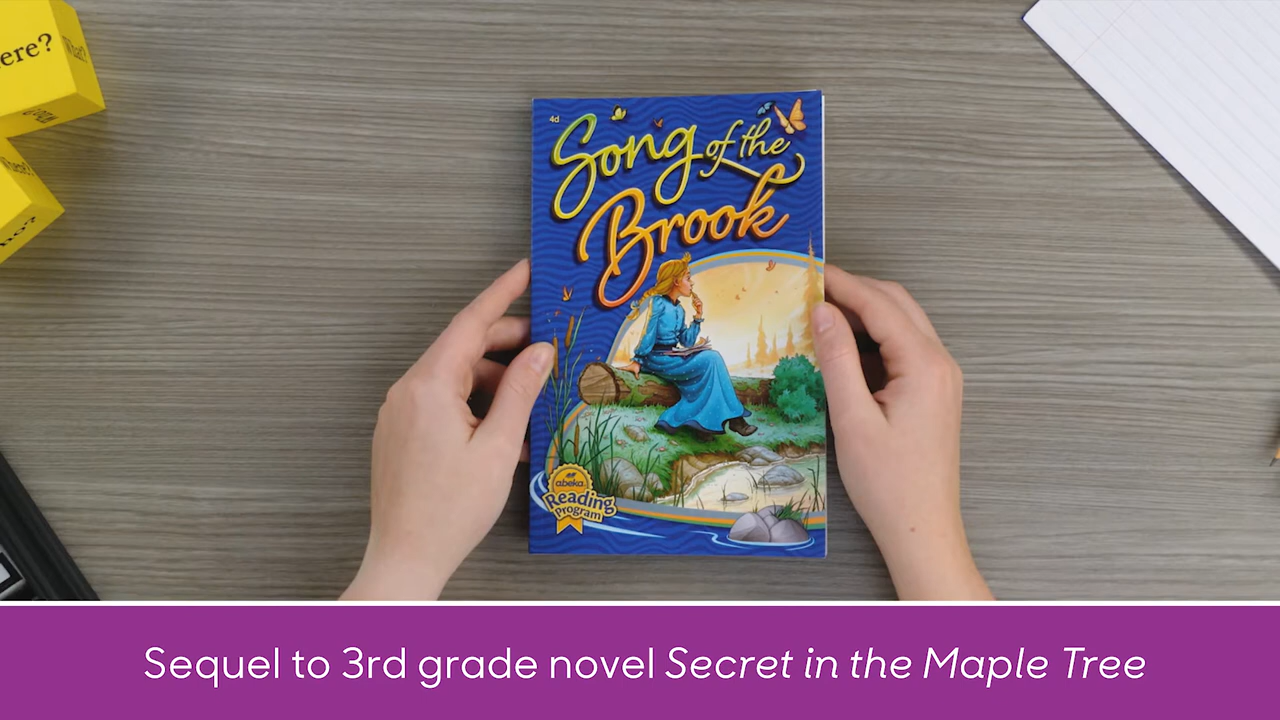 4d
Song of the
Brook
abeka
Reading
Program
Sequel to 3rd grade novel Secret in the Maple Tree